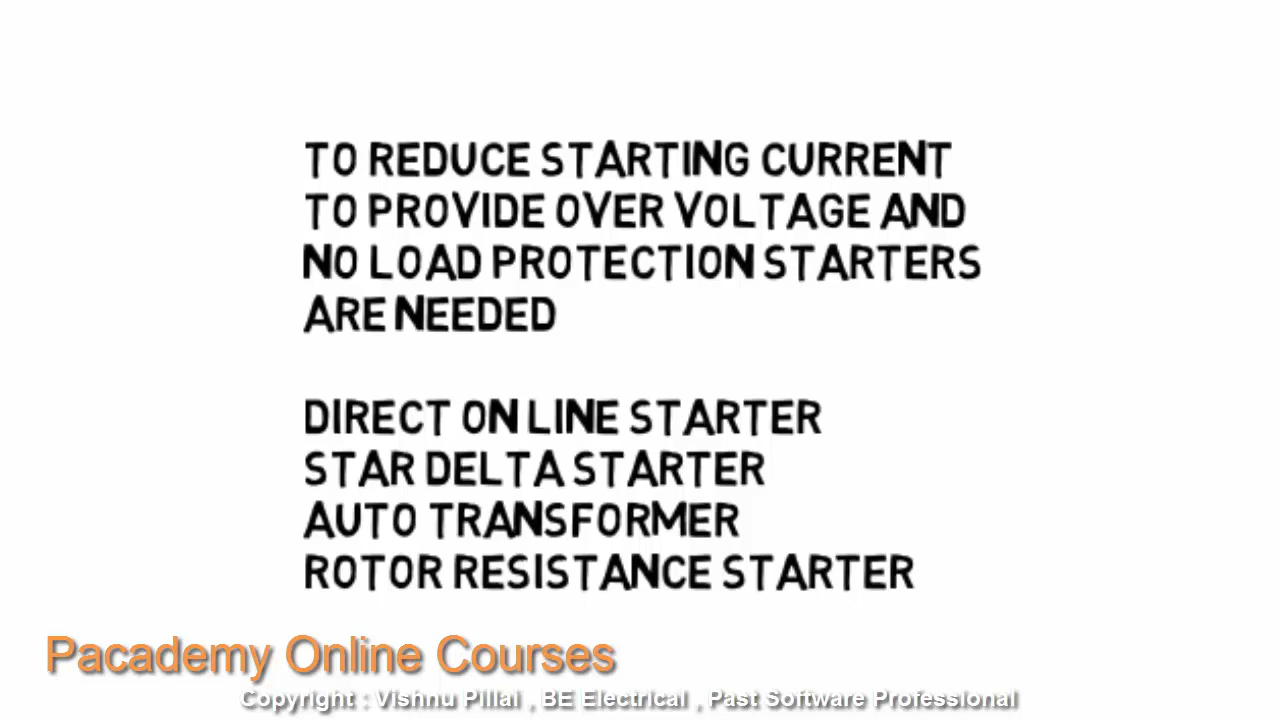 TO REDUCE STARTING CURRENT
TO PROVIDE OVER VOLTAGE AND
NO LOAD PROTECTION STARTERS
ARE NEEDED
DIRECT ON LINE STARTER
STAR DELTA STARTER
AUTO TRANSFORMER
ROTOR RESISTANCE STARTER
Pacademy Online Courses
Copyright : Vishnu Pillai , BE Electrical , Past Software Professional